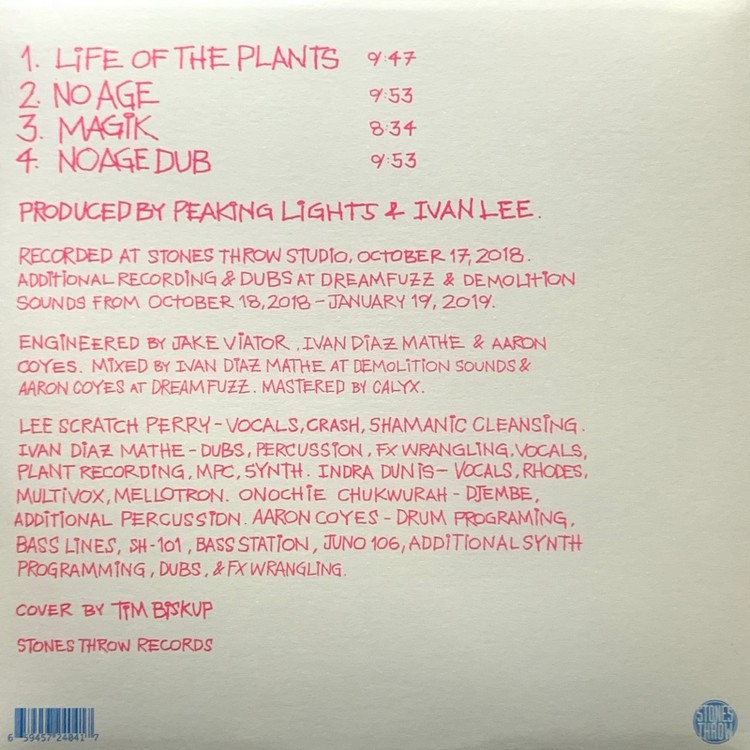 1. LIFE OF THE PLANTS 9:47
2. NO AGE 9:53
3. MAGIK 8:34
4. NO AGE DUB 9:53
PRODUCED BY PEAKING LIGHTS & IVAN LEE.
RECORDED AT STONES THROW STUDIO, OCTOBER 17, 2018.
ADDITIONAL RECORDING & DUBS AT DREAMFUZZ & DEMOLITION
SOUNDS FROM OCTOBER 18, 2018 - JANUARY 19, 2019.
ENGINEERED BY JAKE VIATOR, IVAN DIAZ MATHE & AARON
COYES. MIXED BY IVAN DIAZ MATHE AT DEMOLITION SOUNDS &
AARON COYES AT DREAMFUZZ. MASTERED BY CALYX.
LEE SCRATCH PERRY - VOCALS, CRASH, SHAMANIC CLEANSING.
IVAN DIAZ MATHE - DUBS, PERCUSSION, FX WRANGLING, VOCALS,
PLANT RECORDING, MPC, SYNTH. INDRA DUNIS - VOCALS, RHODES,
MULTIVOX, MELLOTRON. ONOCHIE CHUKWURAH - DJEMBE,
ADDITIONAL PERCUSSION. AARON COYES - DRUM PROGRAMING,
BASS LINES, SH-101, BASS STATION, JUNO 106, ADDITIONAL SYNTH
PROGRAMMING, DUBS, & FX WRANGLING.
COVER BY TIM BISKUP
STONES THROW RECORDS
6 59457 24041 7
STONES
THROW